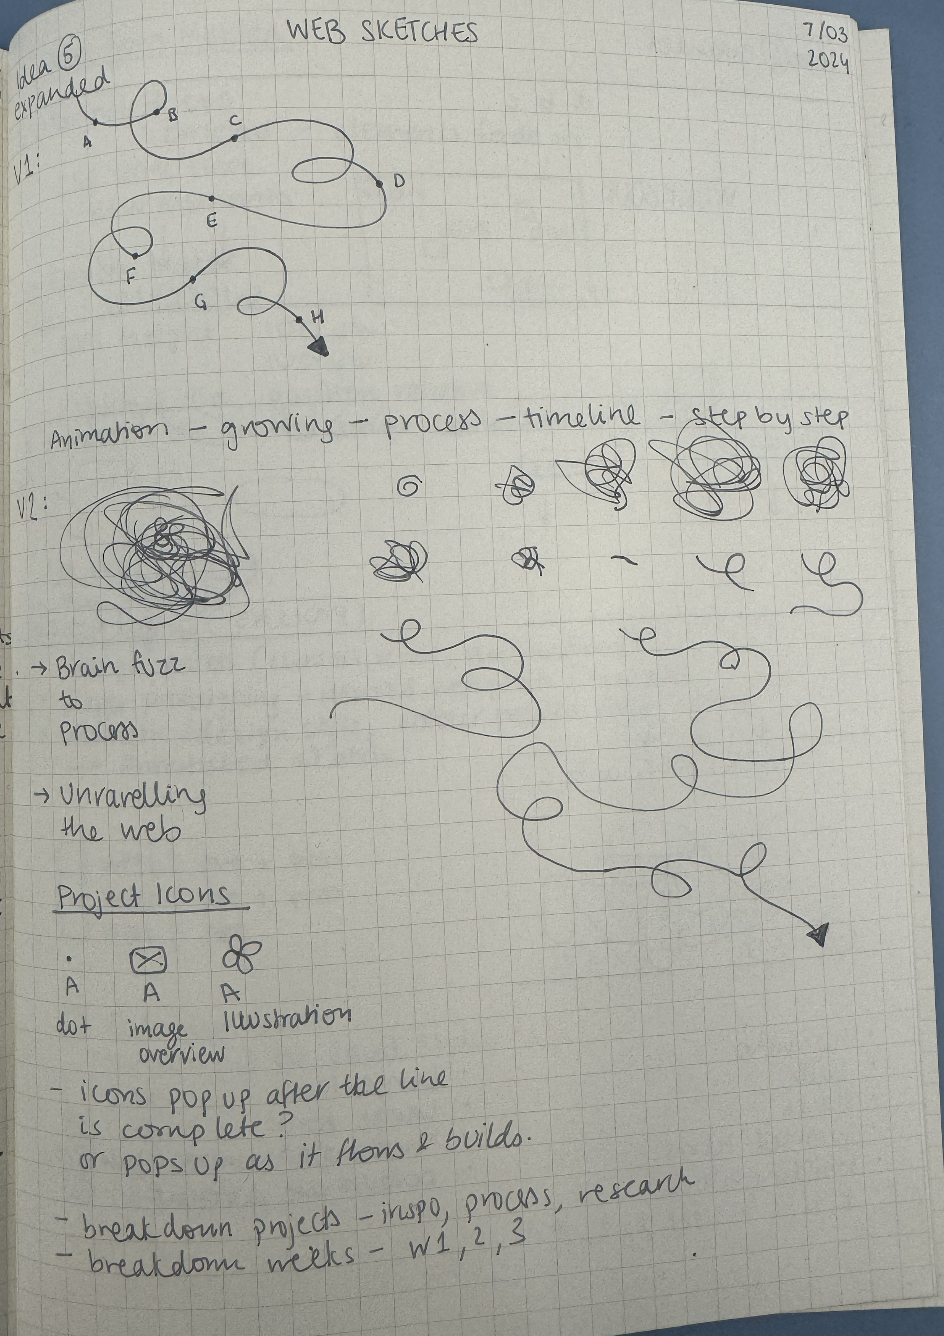 WEB SKETCHES
7/03
2024
Idea 5
expanded
V1:
A
B
C
D
E
F
G
H
Animation - growing - process - timeline - step by step
V2:
→ Brain fuzz
to
process
→ Unravelling
the web
Project Icons
A
A
A
dot
image
overview
Illustration
- icons pop up after the line
is complete?
or pops up as it flows & builds.
- breakdown projects - inspo, process, research
- breakdown weeks - W1, 2, 3